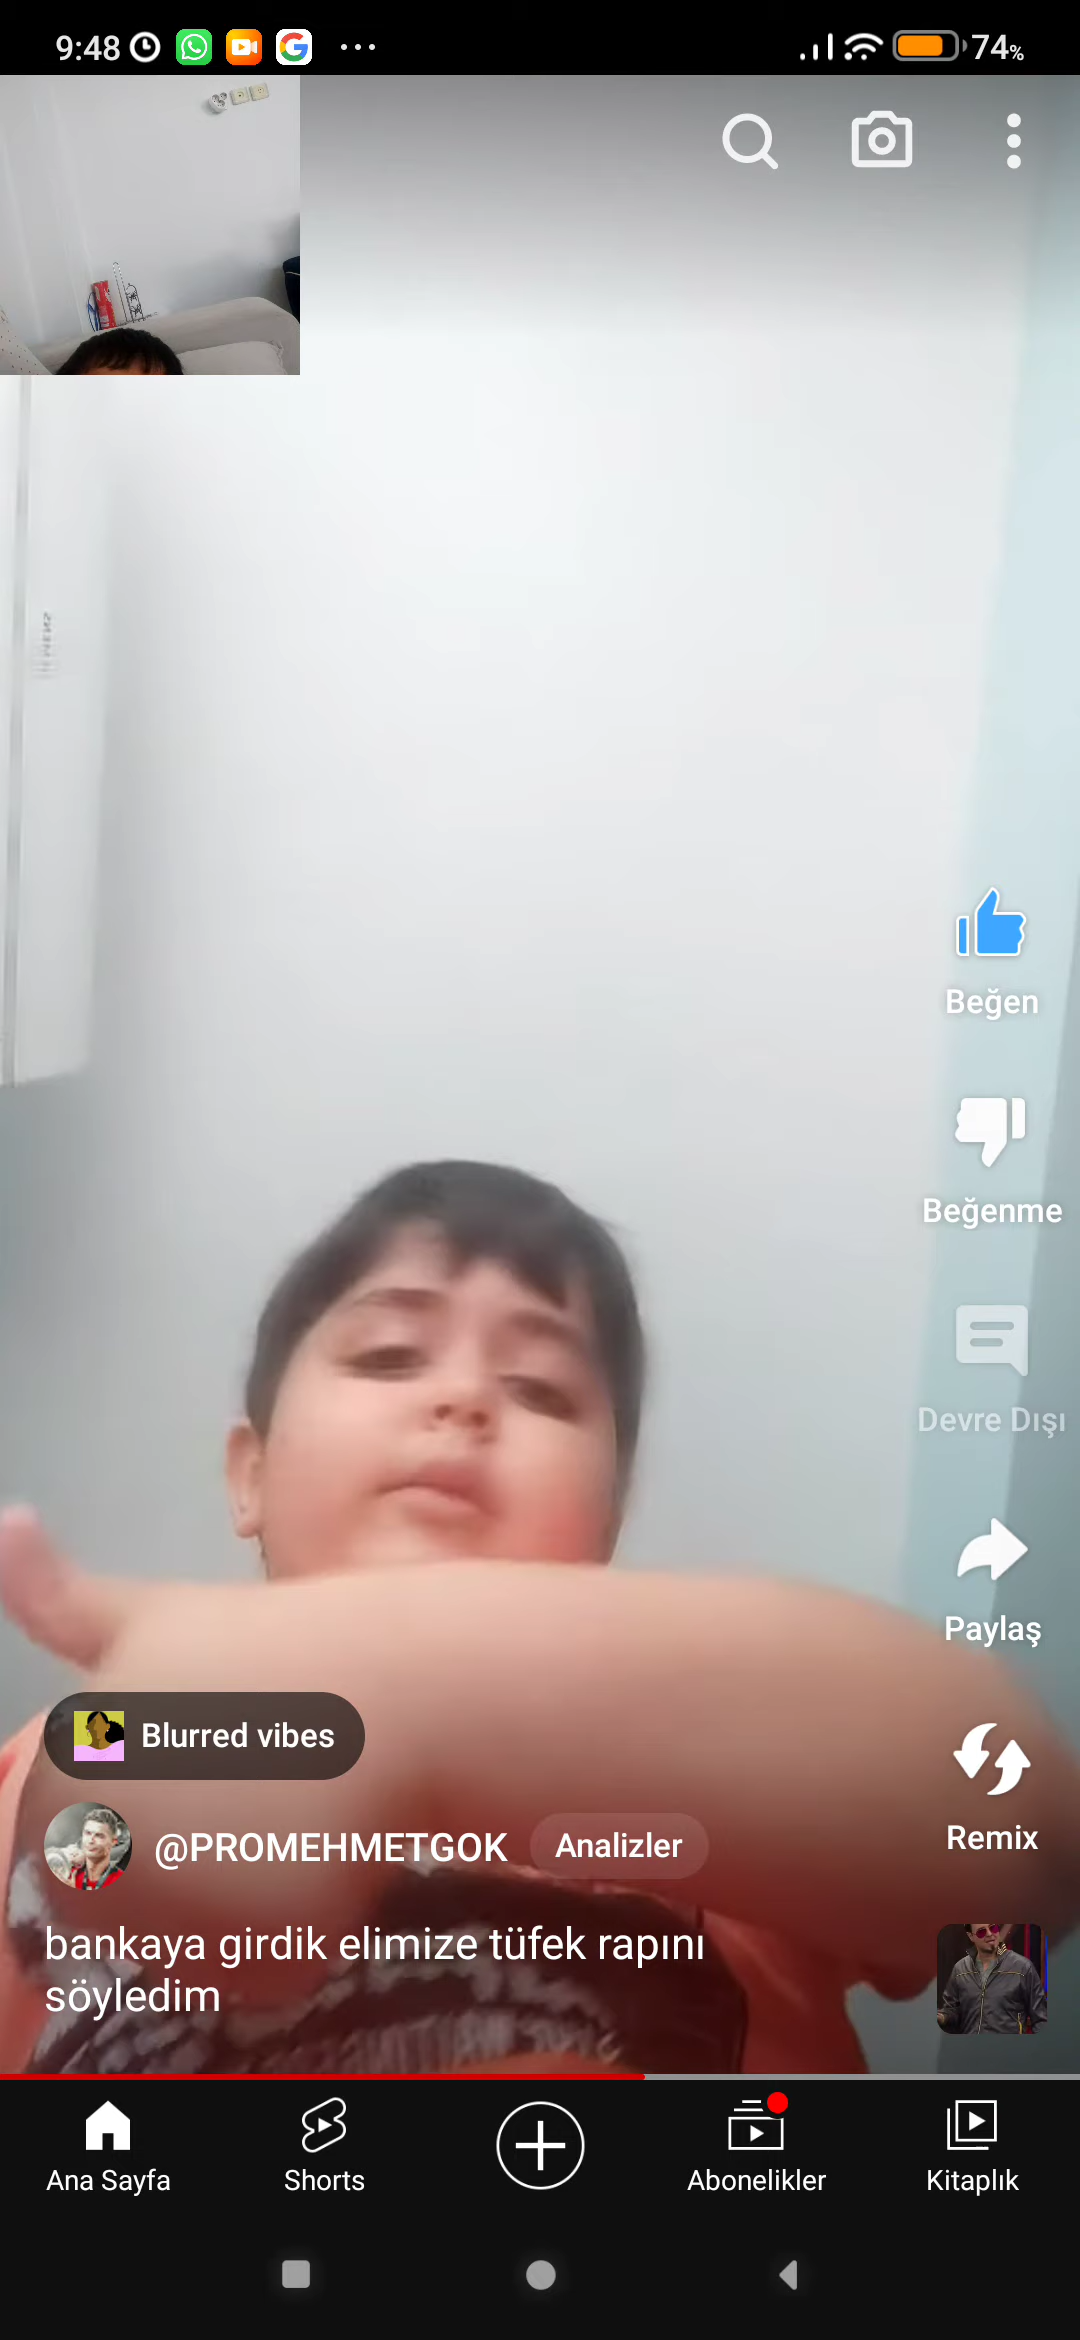 9:48
74%
Beğen
Beğenme
Devre Dışı
Paylaş
Blurred vibes
@PROMEHMETGOK Analizler
Remix
bankaya girdik elimize tüfek rapını
söyledim
Ana Sayfa Shorts Abonelikler Kitaplık